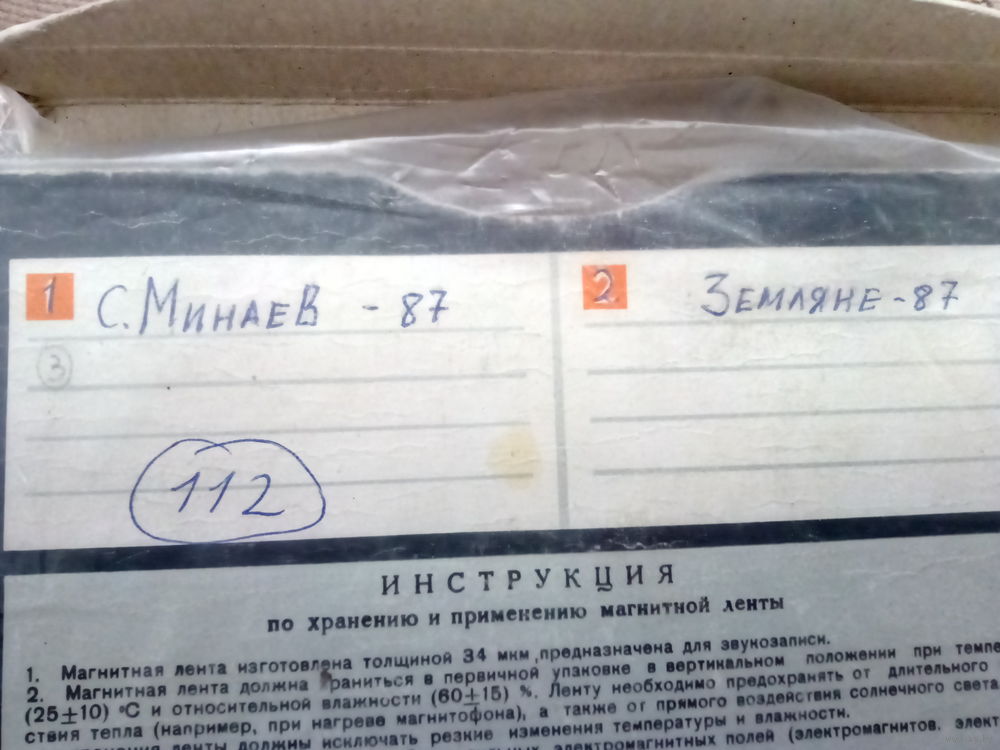 1 С. МИНАЕВ - 87
2 ЗЕМЛЯНЕ - 87
3
112
ИНСТРУКЦИЯ
по хранению и применению магнитной ленты
1. Магнитная лента изготовлена толщиной 34 мкм, предназначена для звукозаписи.
2. Магнитная лента должна храниться в первичной упаковке в вертикальном положении при темпе
(25±10) °С и относительной влажности (60±15) %. Ленту необходимо предохранять от длительного
ствия тепла (например, при нагреве магнитофона), а также от прямого воздействия солнечного света.
ленты должны исключать резкие изменения температуры и влажности.
электромагнитных полей (электромагнитов, элект